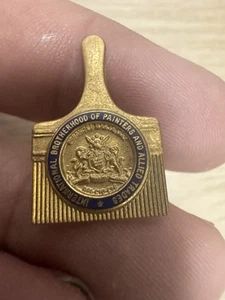 INTERNATIONAL BROTHERHOOD OF PAINTERS AND ALLIED TRADES